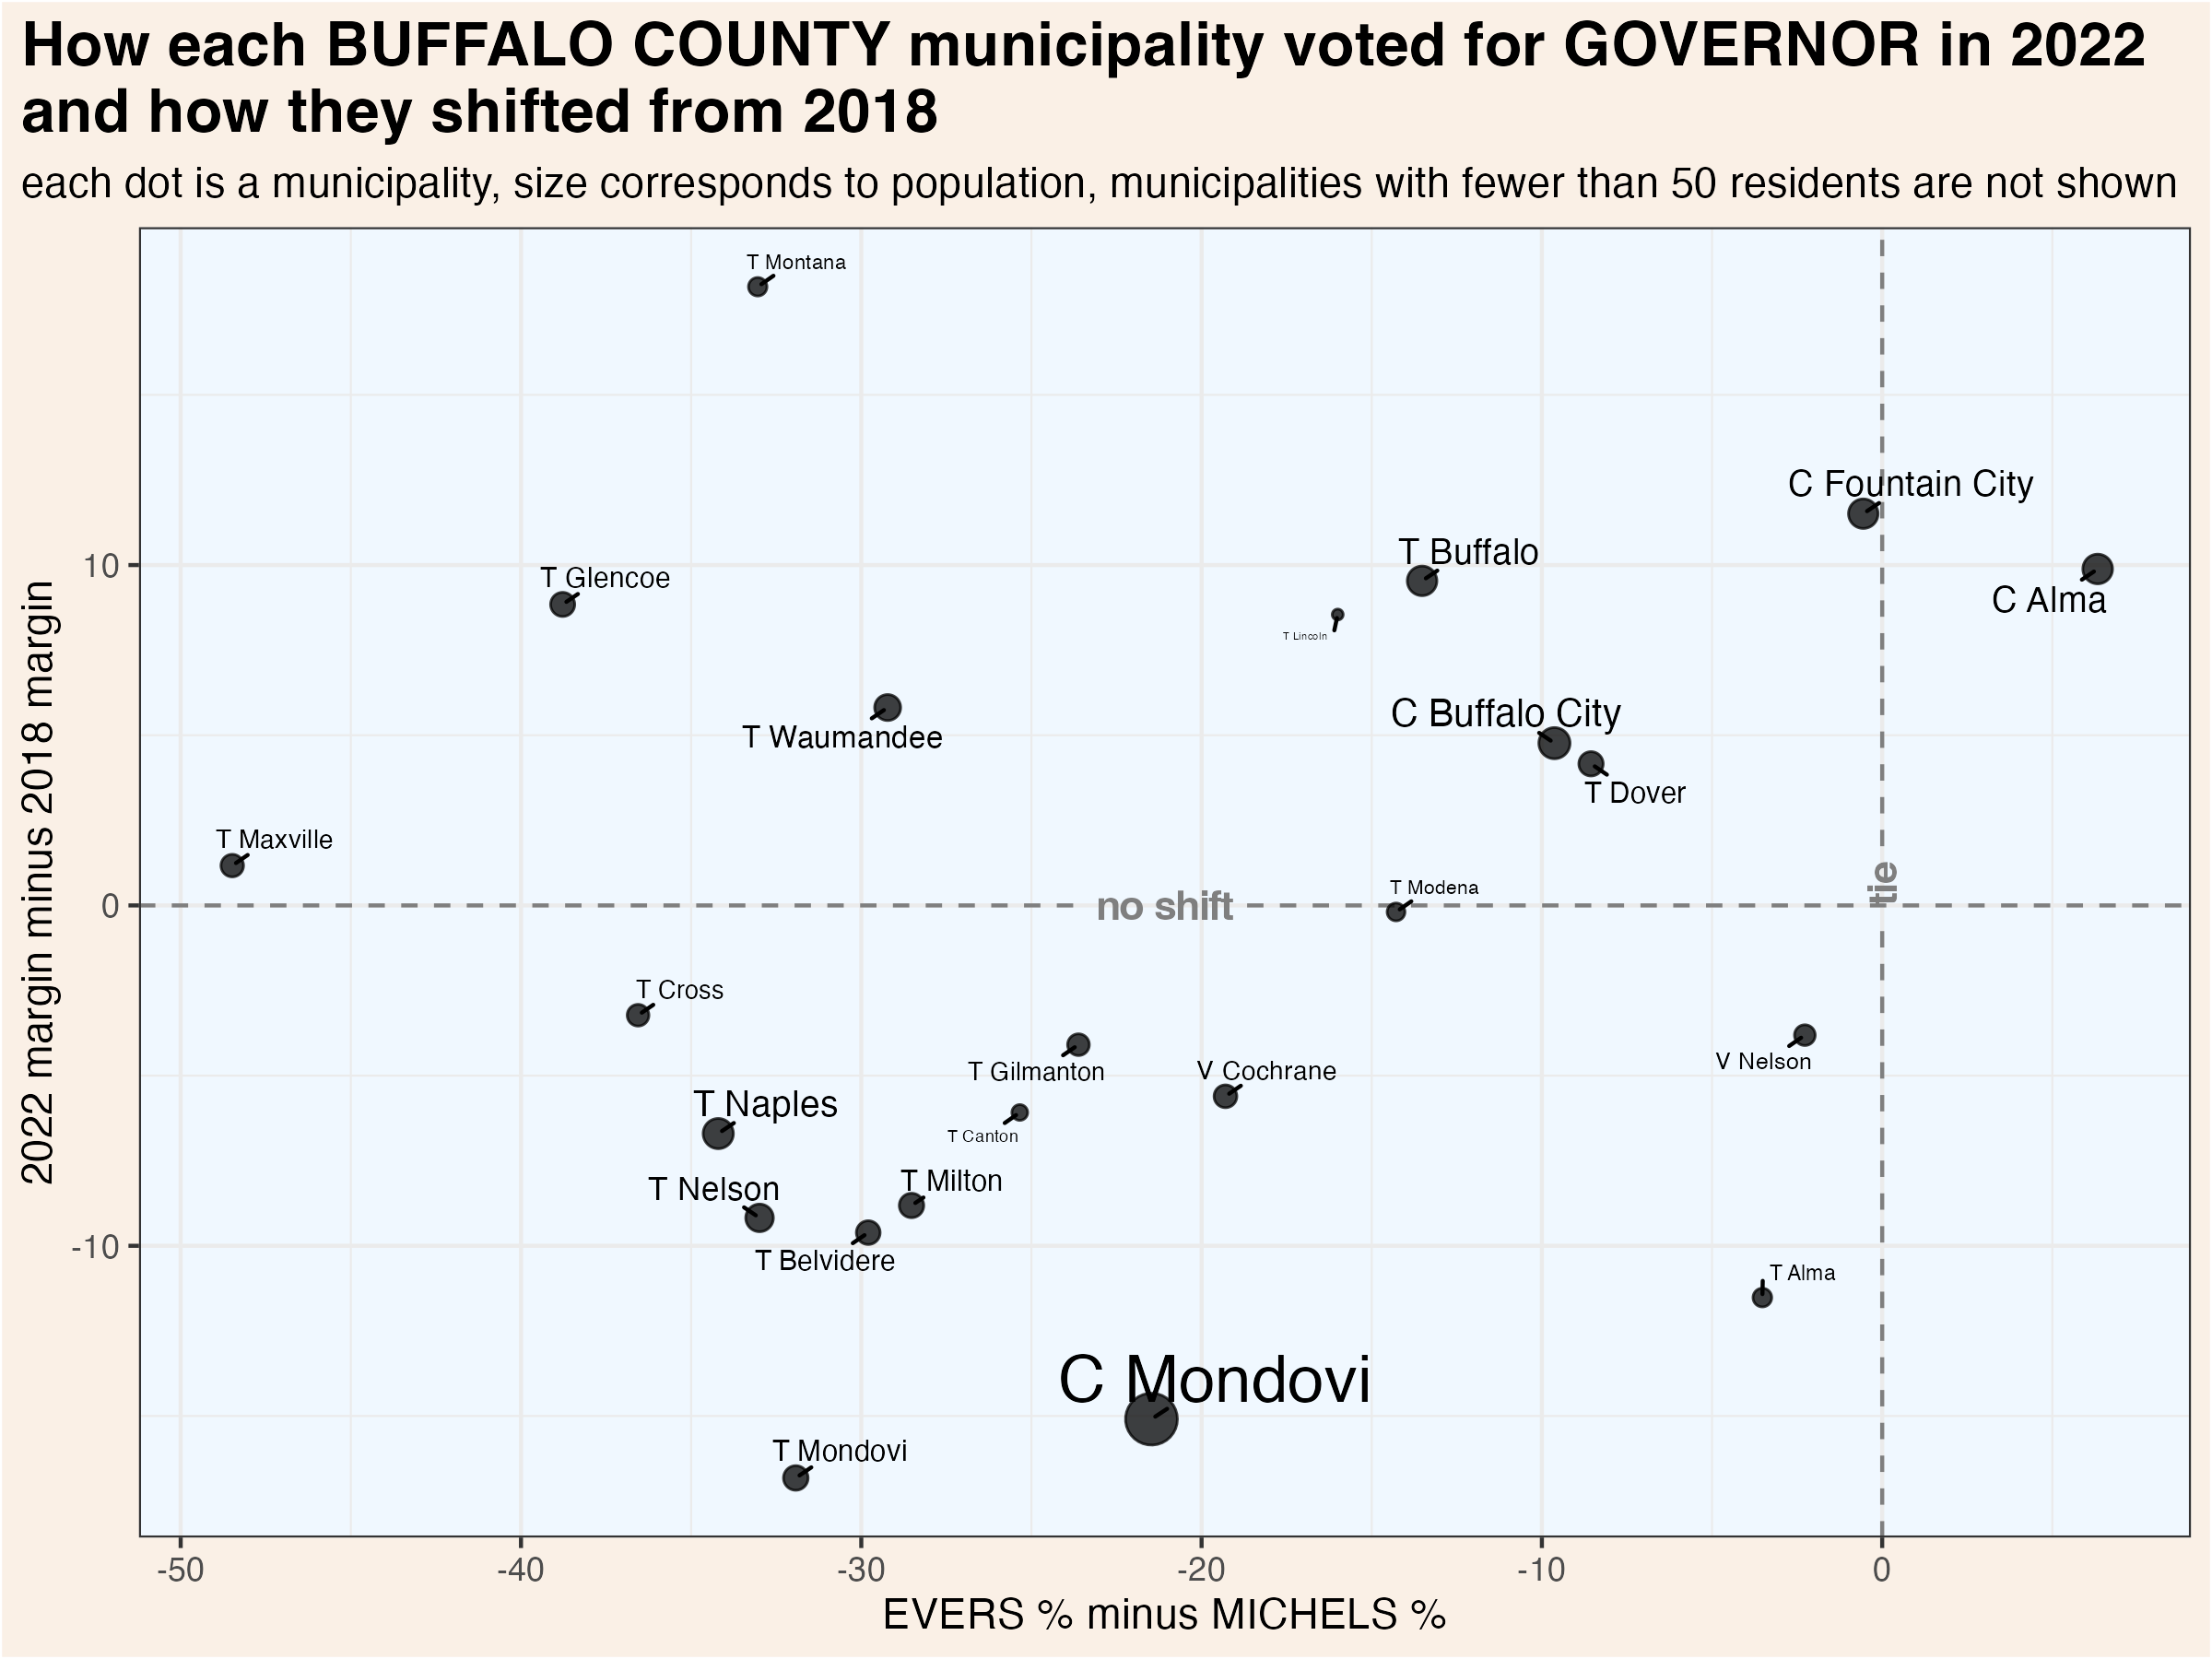 How each BUFFALO COUNTY municipality voted for GOVERNOR in 2022
and how they shifted from 2018
each dot is a municipality, size corresponds to population, municipalities with fewer than 50 residents are not shown
T Montana
C Fountain City
T Buffalo
10
T Glencoe
C Alma
T Lincoln
C Buffalo City
T Waumandee
T Dover
T Maxville
tie
T Modena
0
no shift
T Cross
V Nelson
T Gilmanton
V Cochrane
T Naples
T Canton
T Milton
T Nelson
-10
T Belvidere
T Alma
C Mondovi
T Mondovi
2022 margin minus 2018 margin
-50
-40
-30
-20
-10
0
EVERS % minus MICHELS %